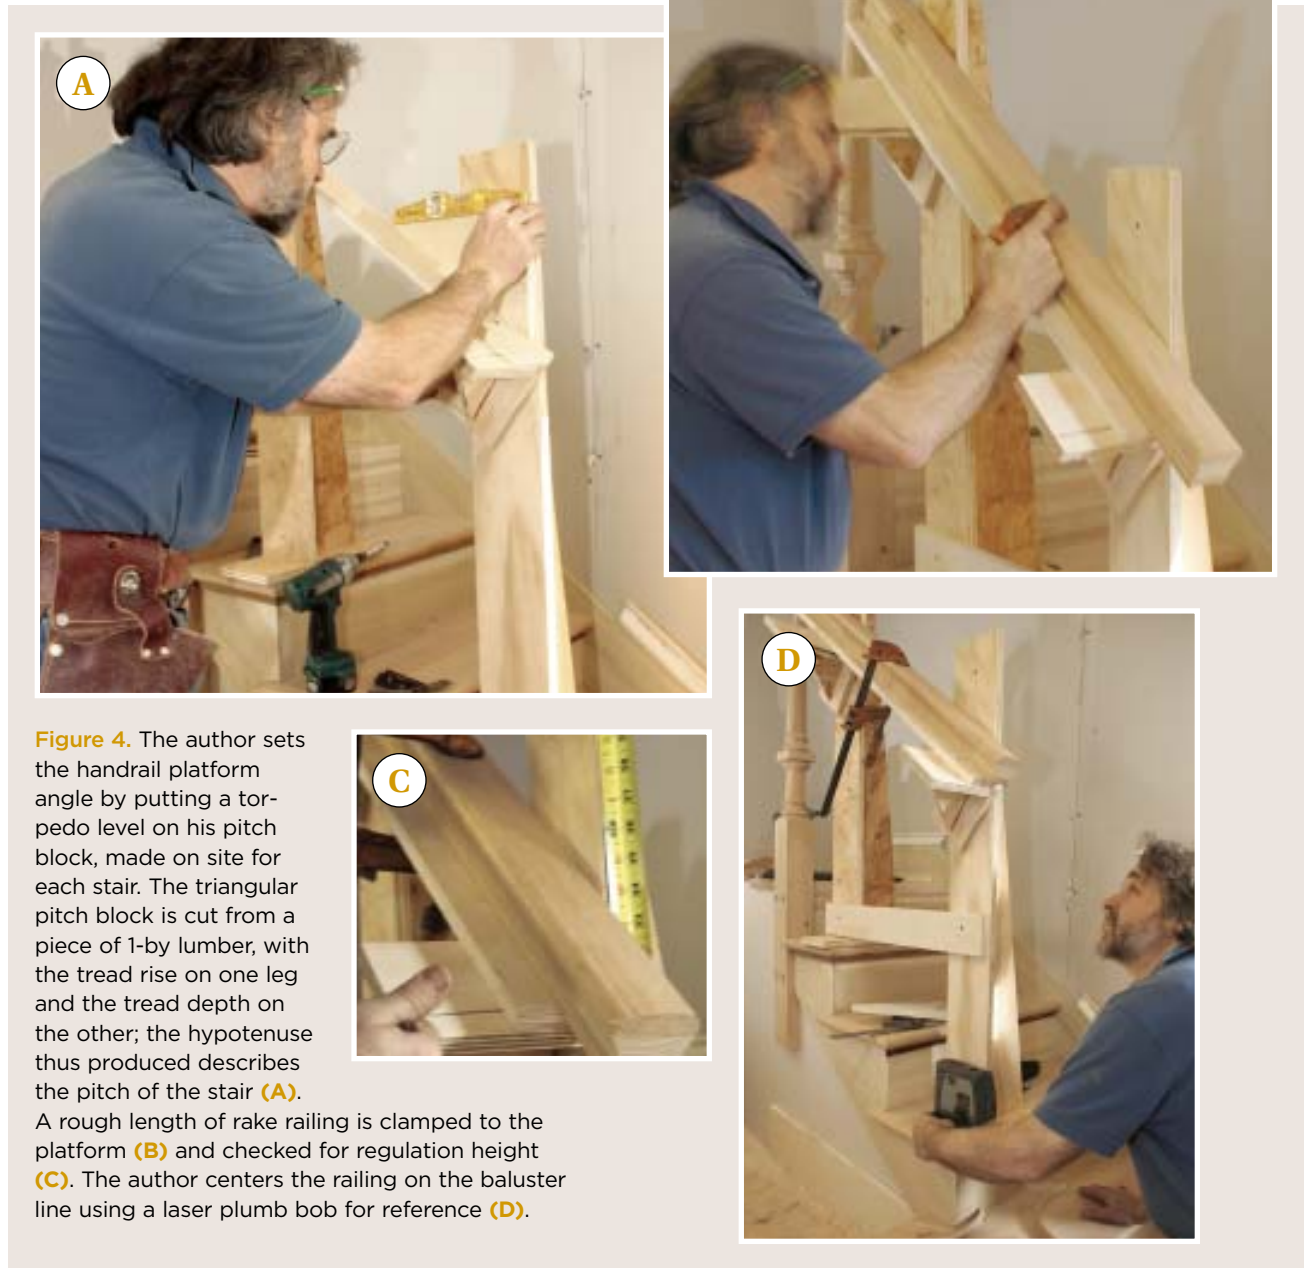 A
D
C
Figure 4. The author sets
the handrail platform
angle by putting a tor-
pedo level on his pitch
block, made on site for
each stair. The triangular
pitch block is cut from a
piece of 1-by lumber, with
the tread rise on one leg
and the tread depth on
the other; the hypotenuse
thus produced describes
the pitch of the stair (A).
A rough length of rake railing is clamped to the
platform (B) and checked for regulation height
(C). The author centers the railing on the baluster
line using a laser plumb bob for reference (D).